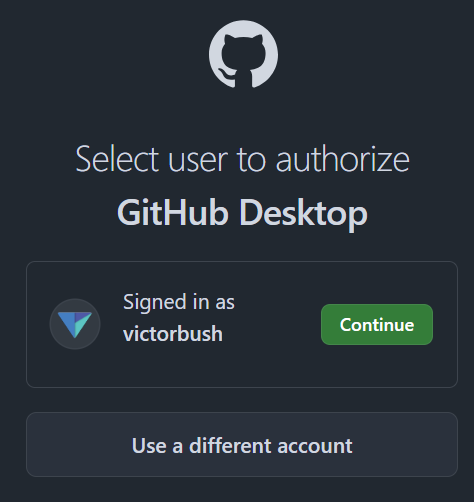 Select user to authorize
GitHub Desktop
Signed in as
victorbush
Continue
Use a different account